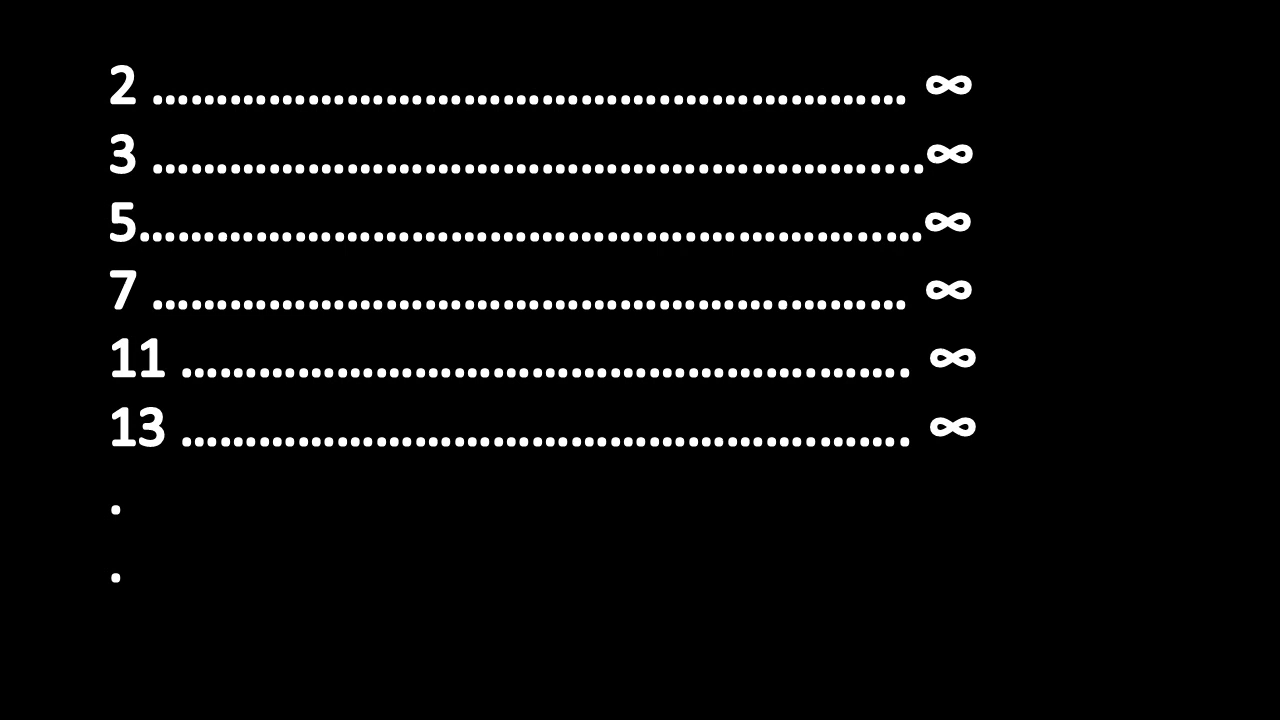 2 .......................................................... ∞
3 ...........................................................∞
5............................................................∞
7 .......................................................... ∞
11 ........................................................ ∞
13 ........................................................ ∞
.
.